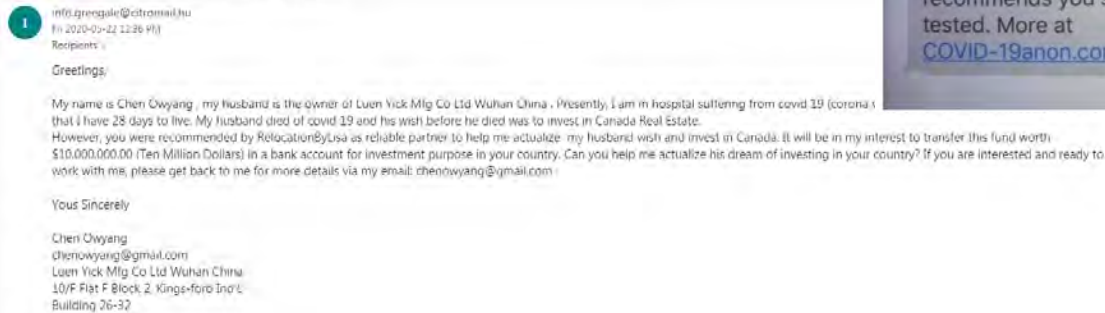 info.greegale@citromail.hu
Fri 2020-05-22 12:36 PM
Recipients
Greetings,
My name is Chen Owyang , my husband is the owner of Luen Yick Mfg Co Ltd Wuhan China . Presently, I am in hospital suffering from covid 19 (corona
that I have 28 days to live. My husband died of covid 19 and his wish before he died was to invest in Canada Real Estate.
However, you were recommended by RelocationByLisa as reliable partner to help me actualize my husband wish and invest in Canada. It will be in my interest to transfer this fund worth
$10.000.000.00 (Ten Million Dollars) in a bank account for investment purpose in your country. Can you help me actualize his dream of investing in your country? If you are interested and ready to
work with me, please get back to me for more details via my email: chenowyang@gmail.com
Yous Sincerely
Chen Owyang
chenowyang@gmail.com
Luen Yick Mfg Co Ltd Wuhan China
10/F Flat F Block 2, Kings-ford Ind'L
Building 26-32
recommends you
tested. More at
COVID-19anon.co